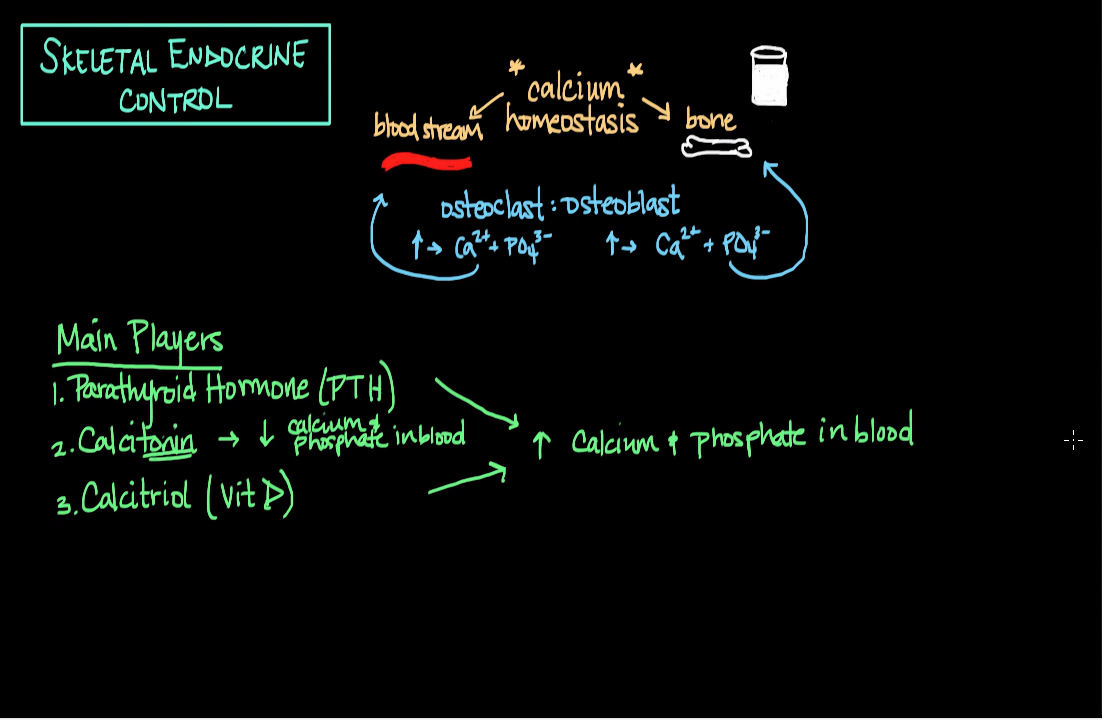 SKELETAL ENDOCRINE
CONTROL
* calcium *
homeostasis
blood stream
bone
osteoclast : osteoblast
↑ → Ca²⁺ + PO₄³⁻
↑ → Ca²⁺ + PO₄³⁻
Main Players
1. Parathyroid Hormone (PTH)
2. Calcitonin → ↓ calcium & phosphate in blood
3. Calcitriol (Vit D)
↑ Calcium & phosphate in blood